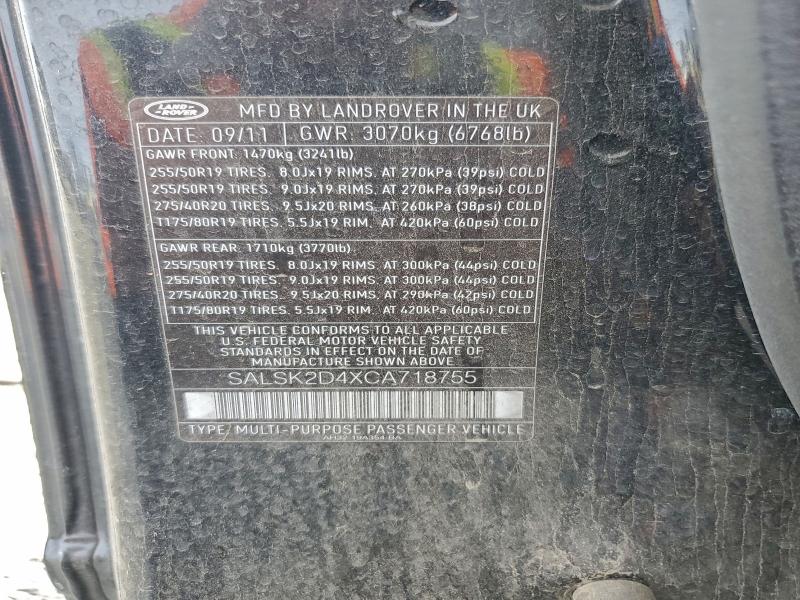 LAND-
ROVER
MFD BY LANDROVER IN THE UK
DATE: 09/11 GWR: 3070kg (6768lb)
GAWR FRONT: 1470kg (3241lb)
255/50R19 TIRES. 8.0Jx19 RIMS. AT 270kPa (39psi) COLD
255/50R19 TIRES. 9.0Jx19 RIMS. AT 270kPa (39psi) COLD
275/40R20 TIRES. 9.5Jx20 RIMS. AT 260kPa (38psi) COLD
T175/80R19 TIRES. 5.5Jx19 RIM. AT 420kPa (60psi) COLD
GAWR REAR: 1710kg (3770lb).
255/50R19 TIRES. 8.0Jx19 RIMS. AT 300kPa (44psi) COLD
255/50R19 TIRES. 9.0Jx19 RIMS. AT 300kPa (44psi) COLD
275/40R20 TIRES. 9.5Jx20 RIMS. AT 290kPa (42psi) COLD
T175/80R19 TIRES. 5.5Jx19 RIM. AT 420kPa (60psi) COLD
THIS VEHICLE CONFORMS TO ALL APPLICABLE
U.S. FEDERAL MOTOR VEHICLE SAFETY
STANDARDS IN EFFECT ON THE DATE OF
MANUFACTURE SHOWN ABOVE
SALSK2D4XCA718755
TYPE: MULTI-PURPOSE PASSENGER VEHICLE
AH32 19A354 BA